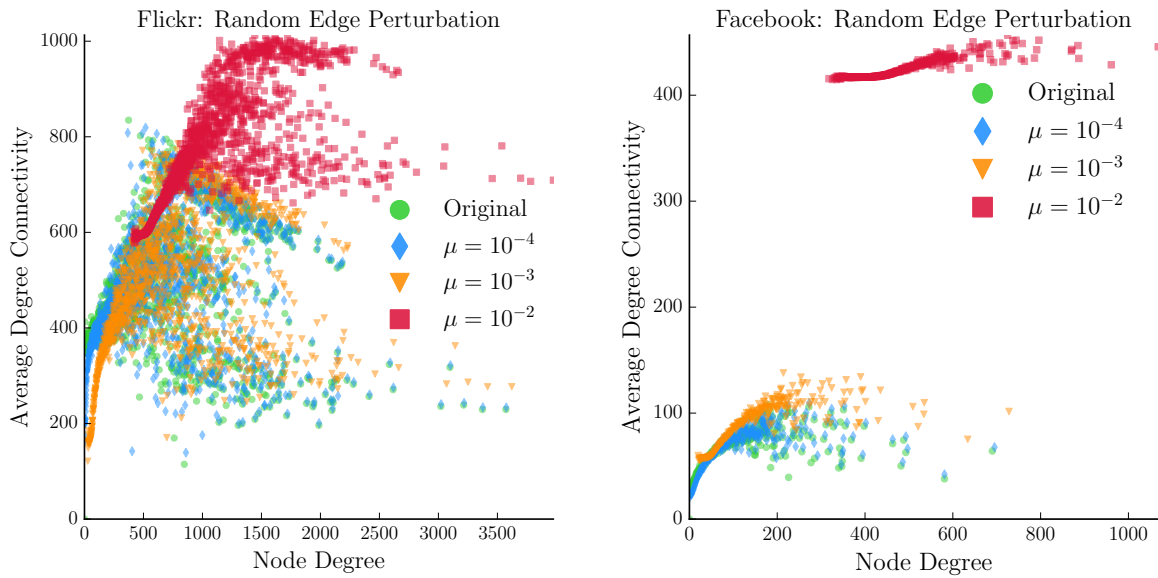 Flickr: Random Edge Perturbation
Average Degree Connectivity
1000
800
600
400
200
0
0 500 1000 1500 2000 2500 3000 3500
Node Degree
Original
μ = 10⁻⁴
μ = 10⁻³
μ = 10⁻²
Facebook: Random Edge Perturbation
Average Degree Connectivity
400
300
200
100
0
0 200 400 600 800 1000
Node Degree
Original
μ = 10⁻⁴
μ = 10⁻³
μ = 10⁻²